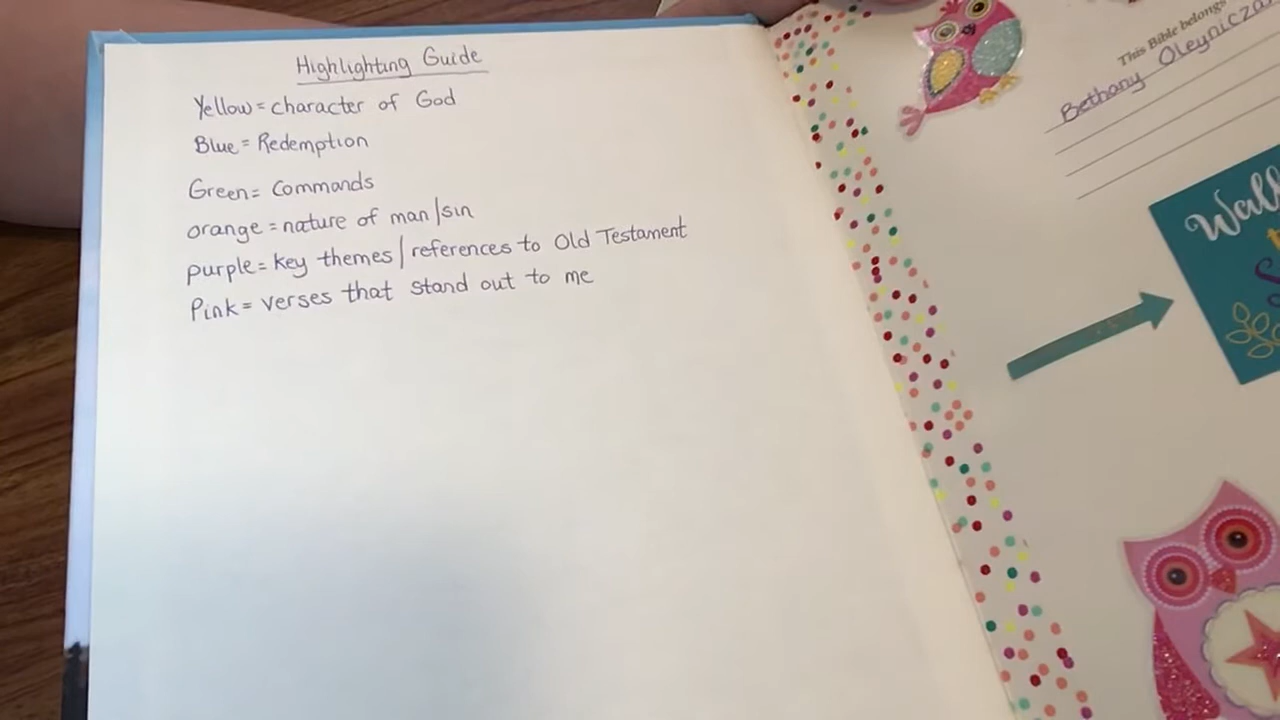 Highlighting Guide
Yellow = character of God
Blue = Redemption
Green = Commands
orange = nature of man/sin
purple = key themes/references to Old Testament
Pink = verses that stand out to me
This Bible belongs
Bethany